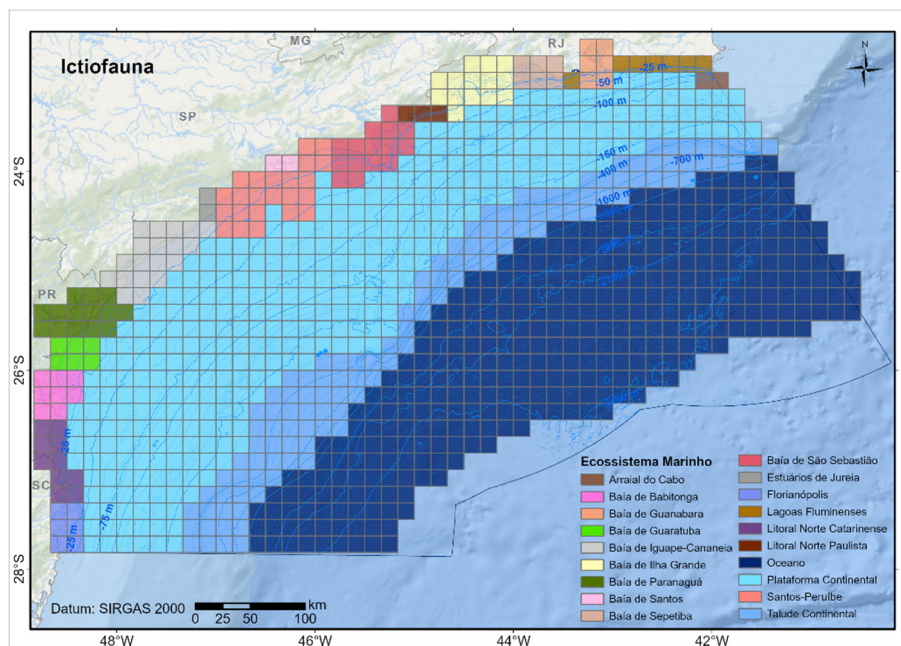 Ictiofauna
MG
RJ
SP
PR
SC
N
-25 m
-50 m
-100 m
-150 m
-400 m
-700 m
-1000 m
-25 m
-25 m
-75 m
24°S
26°S
28°S
24°S
26°S
28°S
48°W
46°W
44°W
42°W
Datum: SIRGAS 2000
km
0 25 50 100
Ecossistema Marinho
Arraial do Cabo
Baía de Babitonga
Baía de Guanabara
Baía de Guaratuba
Baía de Iguape-Cananeia
Baía de Ilha Grande
Baía de Paranaguá
Baía de Santos
Baía de Sepetiba
Baía de São Sebastião
Estuários de Jureia
Florianópolis
Lagoas Fluminenses
Litoral Norte Catarinense
Litoral Norte Paulista
Oceano
Plataforma Continental
Santos-Peruíbe
Talude Continental